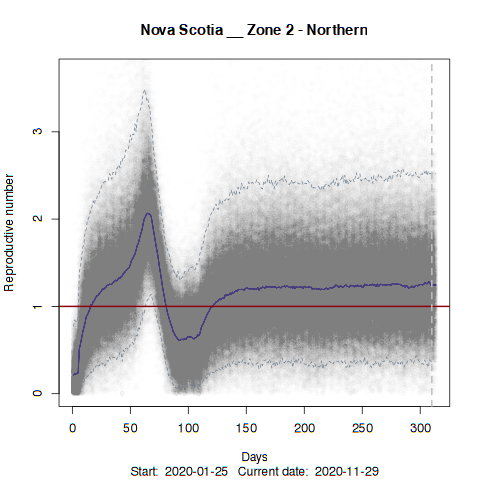 Nova Scotia __ Zone 2 - Northern
Reproductive number
3
2
1
0
0 50 100 150 200 250 300
Days
Start: 2020-01-25 Current date: 2020-11-29